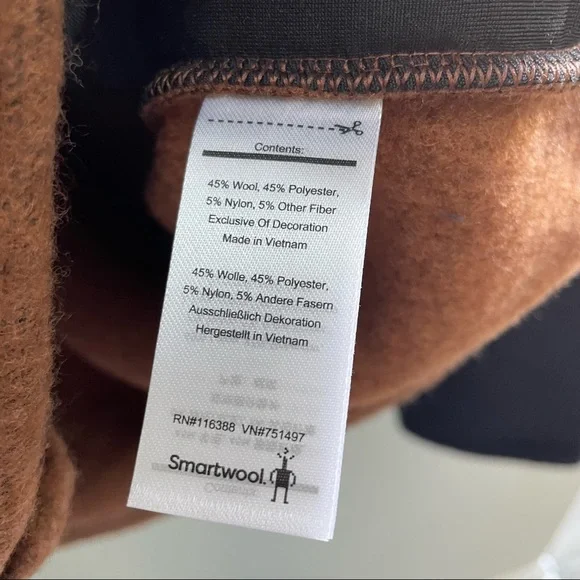 Contents:
45% Wool, 45% Polyester,
5% Nylon, 5% Other Fiber
Exclusive Of Decoration
Made in Vietnam
45% Wolle, 45% Polyester,
5% Nylon, 5% Andere Fasern
Ausschließlich Dekoration
Hergestellt in Vietnam
RN#116388 VN#751497
Smartwool.